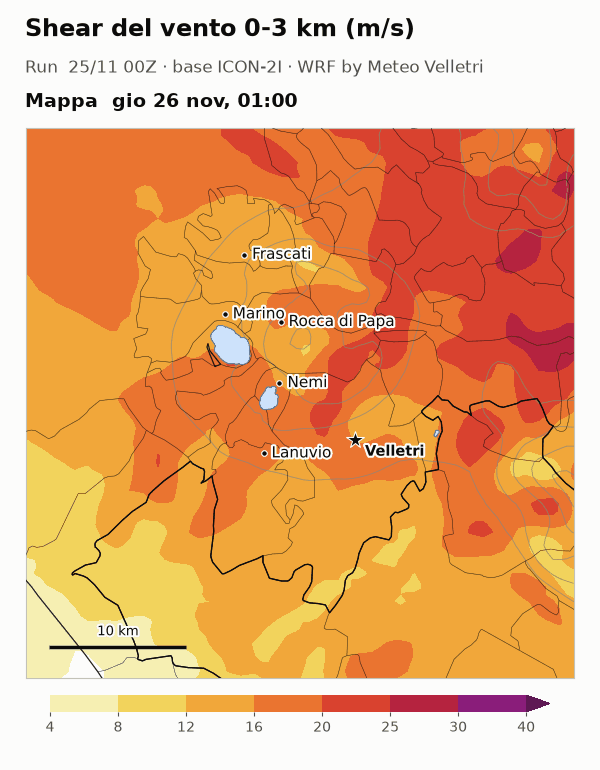 Shear del vento 0-3 km (m/s)
Run  25/11 00Z · base ICON-2I · WRF by Meteo Velletri
Mappa  gio 26 nov, 01:00
Frascati
Marino
Rocca di Papa
Nemi
Velletri
Lanuvio
10 km
4 8 12 16 20 25 30 40